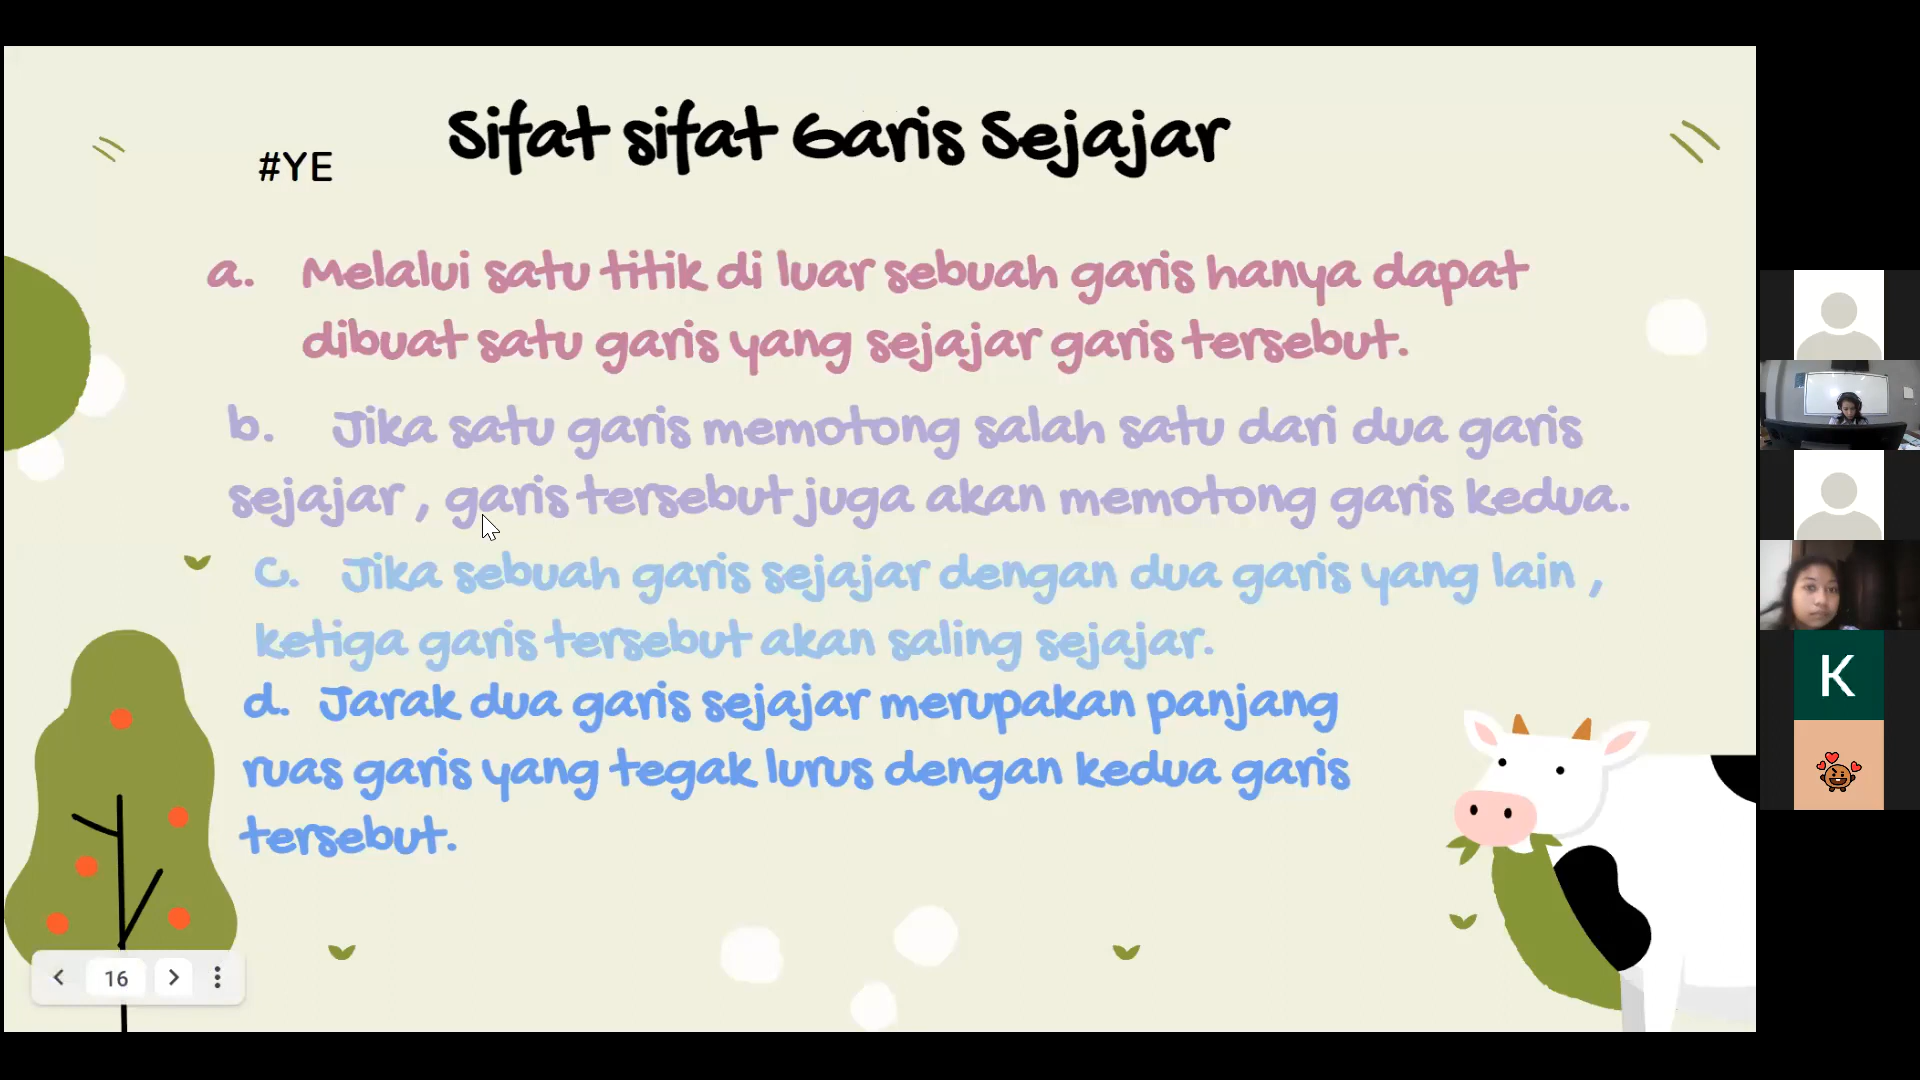 Sifat sifat Garis Sejajar
#YE
a. Melalui satu titik di luar sebuah garis hanya dapat
dibuat satu garis yang sejajar garis tersebut.
b. Jika satu garis memotong salah satu dari dua garis
sejajar , garis tersebut juga akan memotong garis kedua.
c. Jika sebuah garis sejajar dengan dua garis yang lain ,
ketiga garis tersebut akan saling sejajar.
d. Jarak dua garis sejajar merupakan panjang
ruas garis yang tegak lurus dengan kedua garis
tersebut.
16
K